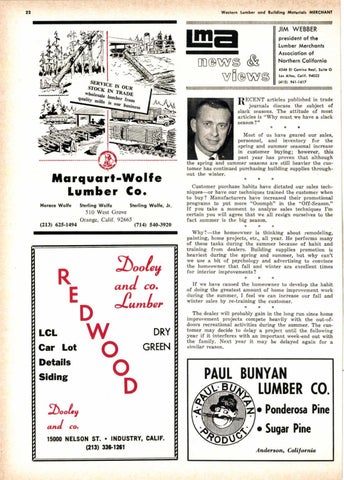 22
Western Lumber and Building Materials MERCHANT
SERVICE IS OUR
STOCK IN TRADE
wholesale lumber from
quality mills is our business
Marquart-Wolfe
Lumber Co.
Horace Wolfe Sterling Wolfe Sterling Wolfe, Jr.
510 West Grove
Orange, Calif. 92665
(213) 625-1494 (714) 540-3920
Dooley
and co.
Lumber
REDWOOD
LCL
Car Lot
Details
Siding
DRY
GREEN
Dooley
and co.
15000 NELSON ST. • INDUSTRY, CALIF.
(213) 336-1261
lma
news &
views
JIM WEBBER
president of the
Lumber Merchants
Association of
Northern California
4546 El Camino Real, Suite O
Los Altos, Calif. 94022
(415) 941-1617
RECENT articles published in trade
journals discuss the subject of
slack seasons. The attitude of most
articles is "Why must we have a slack
season?"
Most of us have geared our sales,
personnel, and inventory for the
spring and summer seasonal increase
in customer buying; however, this
past year has proven that although
the spring and summer seasons are still heavier the cus-
tomer has continued purchasing building supplies through-
out the winter.
Customer purchase habits have dictated our sales tech-
niques—or have our techniques trained the customer when
to buy? Manufacturers have increased their promotional
programs to put more "Ooomph" in the "Off-Season."
If you take a moment to analyze sales techniques I'm
certain you will agree that we all resign ourselves to the
fact summer is the big season.
Why?—the homeowner is thinking about remodeling,
painting, home projects, etc., all year. He performs many
of these tasks during the summer because of habit and
training from dealers. Building supplies promotion is
heaviest during the spring and summer, but why can't
we use a bit of psychology and advertising to convince
the homeowner that fall and winter are excellent times
for interior improvements?
If we have caused the homeowner to develop the habit
of doing the greatest amount of home improvement work
during the summer, I feel we can increase our fall and
winter sales by re-training the customer.
The dealer will probably gain in the long run since home
improvement projects compete heavily with the out-of-
doors recreational activities during the summer. The cus-
tomer may decide to delay a project until the following
year if it interferes with an important week-end out with
the family. Next year it may be delayed again for a
similar reason.
PAUL BUNYAN
LUMBER CO.
A PAUL BUNYAN
PRODUCT
• Ponderosa Pine
• Sugar Pine
Anderson, California